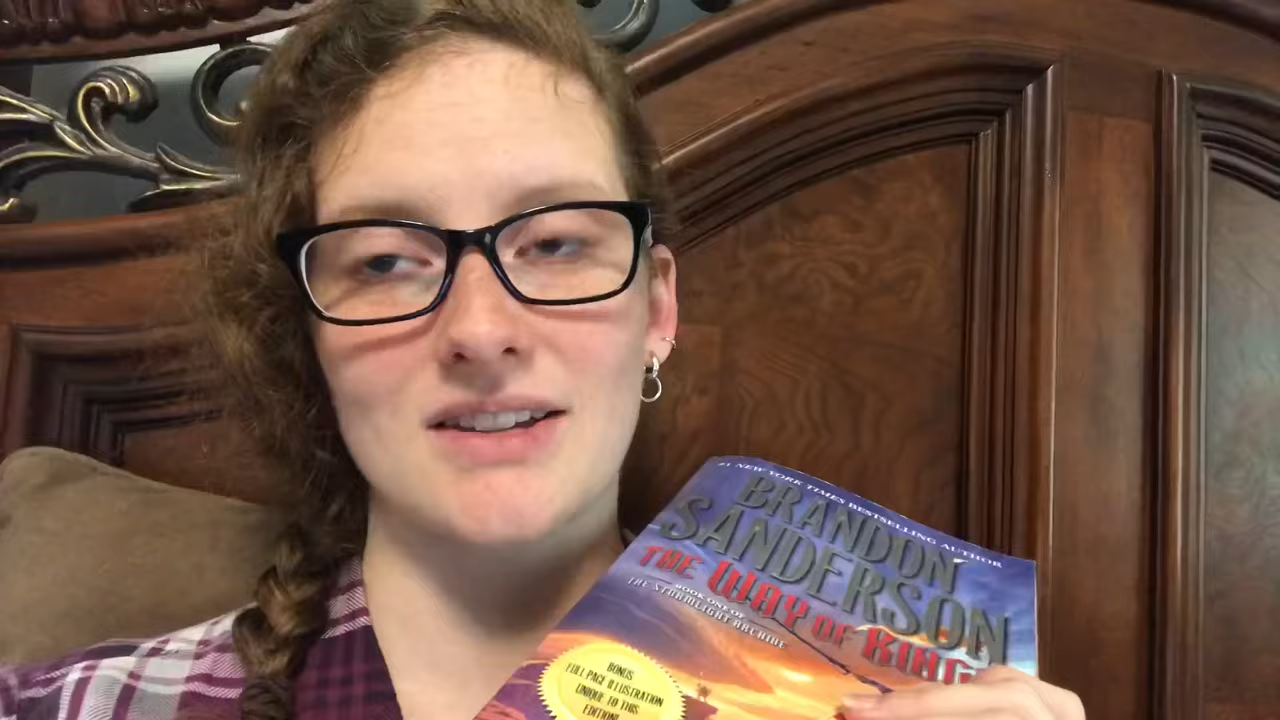 #1 NEW YORK TIMES BESTSELLING AUTHOR
BRANDON
SANDERSON
THE WAY OF KING
BOOK ONE OF
THE STORMLIGHT ARCHIVE
BONUS
FULL PAGE ILLUSTRATION
UNIQUE TO THIS
EDITION!